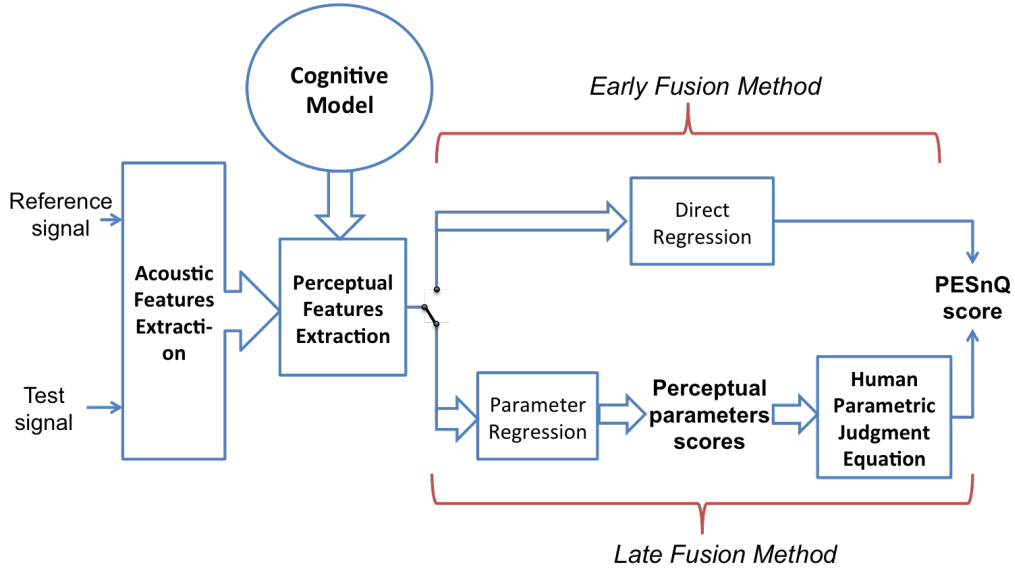 Cognitive
Model
Early Fusion Method
Reference
signal
Direct
Regression
Acoustic
Features
Extracti-
on
Perceptual
Features
Extraction
PESnQ
score
Test
signal
Parameter
Regression
Perceptual
parameters
scores
Human
Parametric
Judgment
Equation
Late Fusion Method